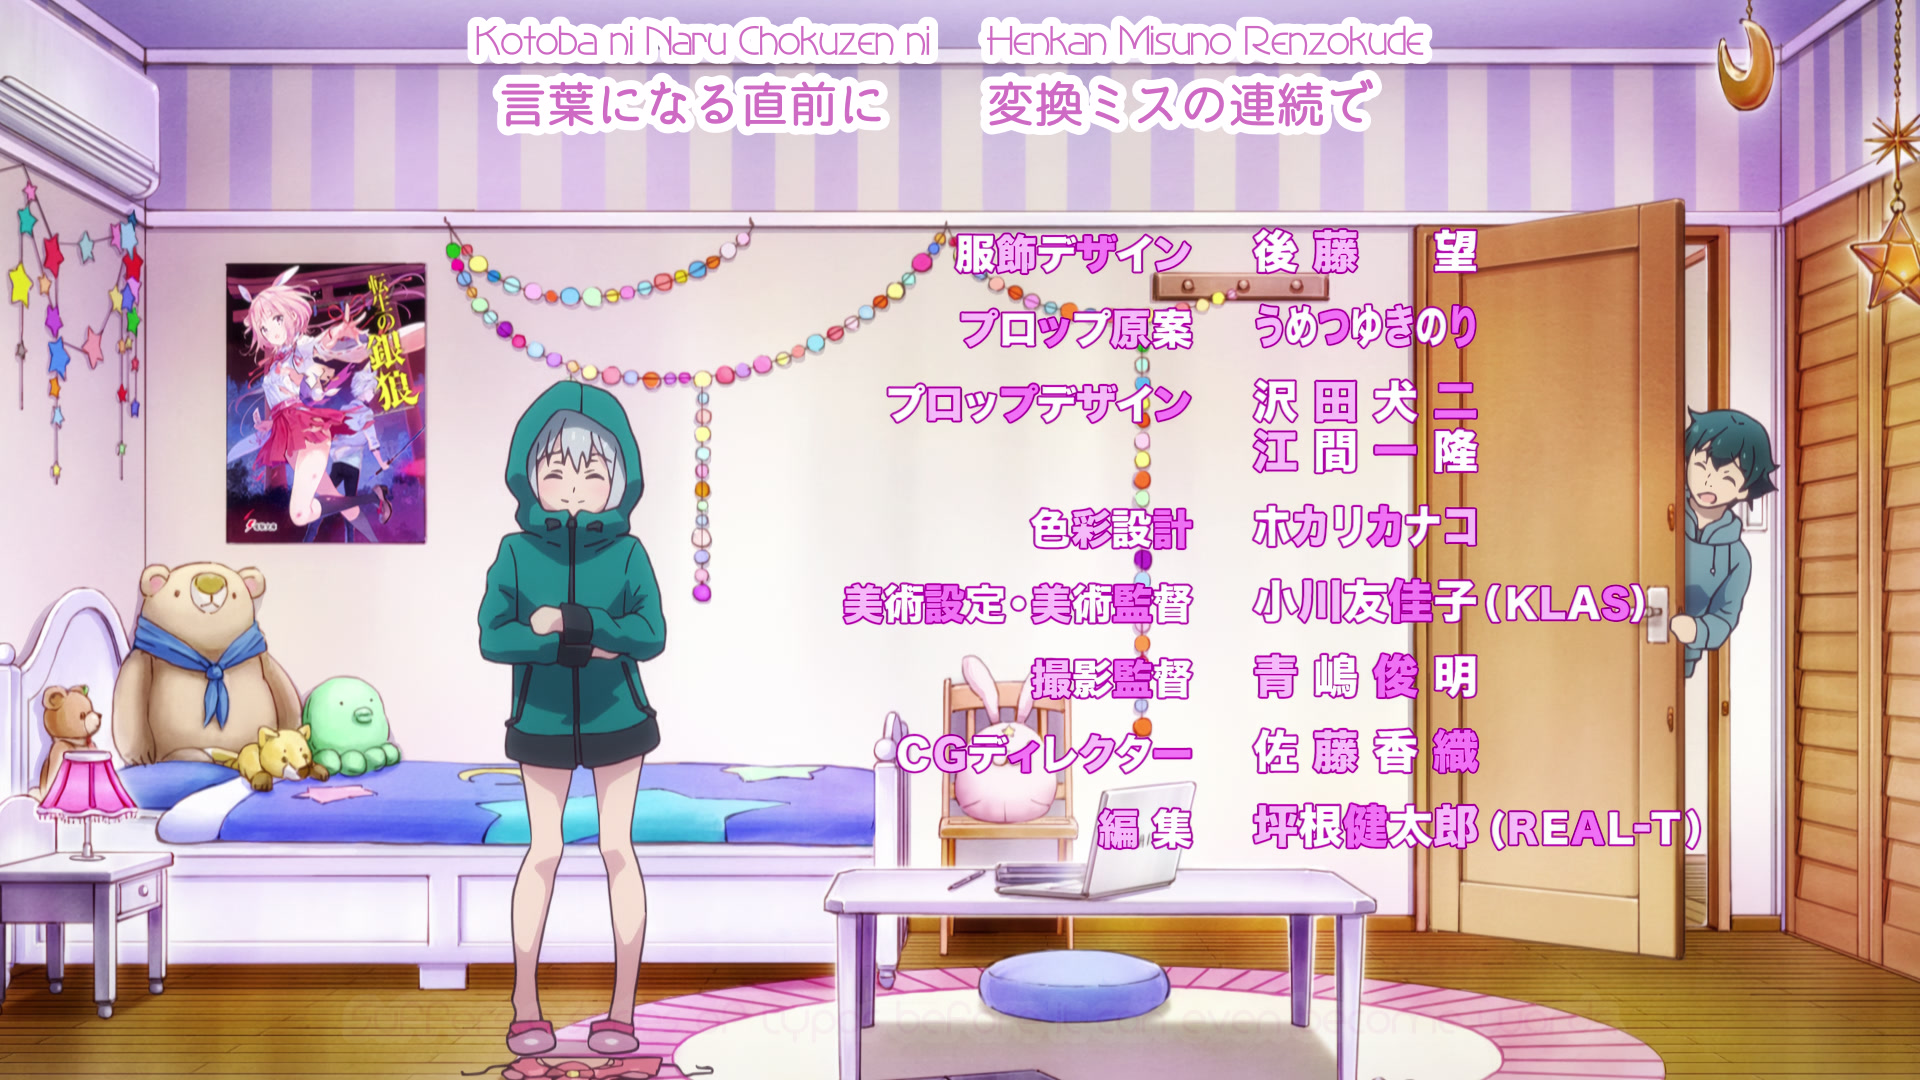 Kotoba ni Naru Chokuzen ni Henkan Misuno Renzokude
言葉になる直前に 変換ミスの連続で
転生の銀狼
服飾デザイン 後藤 望
プロップ原案 うめつゆきのり
プロップデザイン 沢田犬二
江間一隆
色彩設計 ホカリカナコ
美術設定・美術監督 小川友佳子(KLAS)
撮影監督 青嶋俊明
CGディレクター 佐藤香織
編集 坪根健太郎(REAL-T)